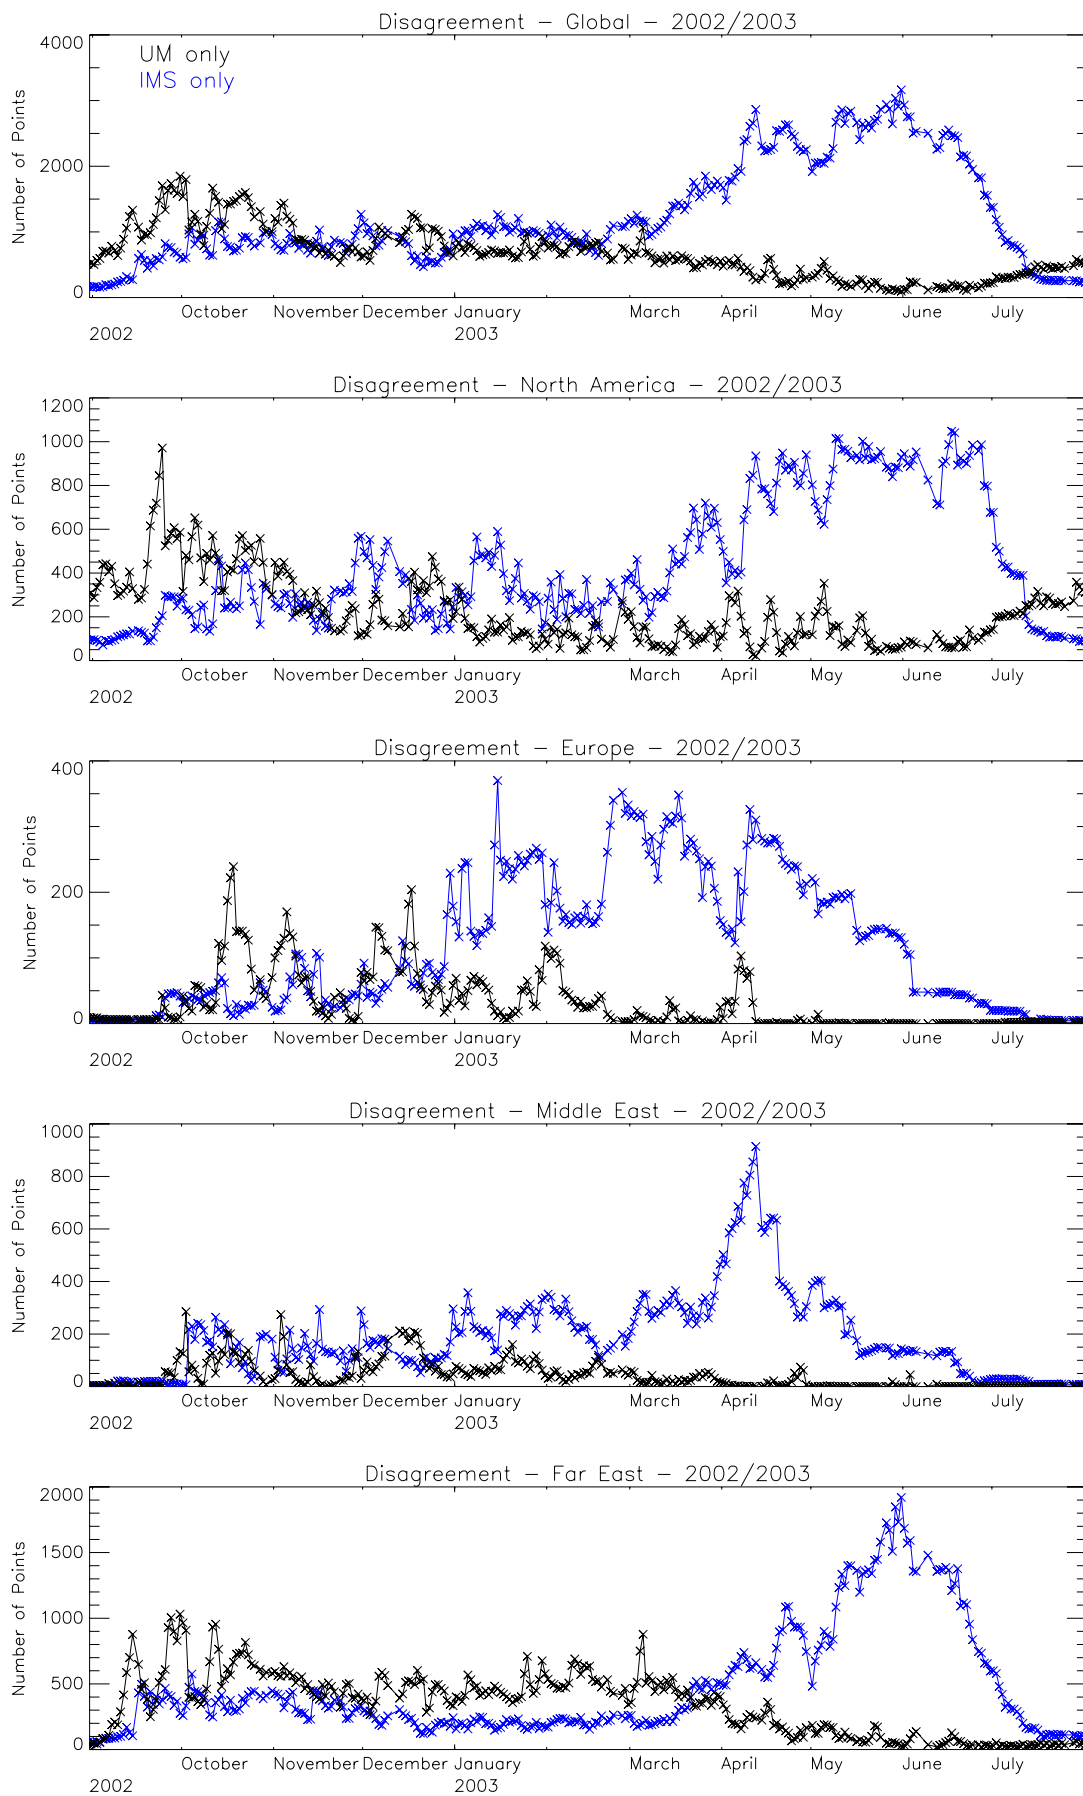 Disagreement – Global – 2002/2003
UM only
IMS only
Number of Points
4000
2000
0
October November December January March April May June July
2002 2003
Disagreement – North America – 2002/2003
Number of Points
1200
1000
800
600
400
200
0
October November December January March April May June July
2002 2003
Disagreement – Europe – 2002/2003
Number of Points
400
200
0
October November December January March April May June July
2002 2003
Disagreement – Middle East – 2002/2003
Number of Points
1000
800
600
400
200
0
October November December January March April May June July
2002 2003
Disagreement – Far East – 2002/2003
Number of Points
2000
1500
1000
500
0
October November December January March April May June July
2002 2003